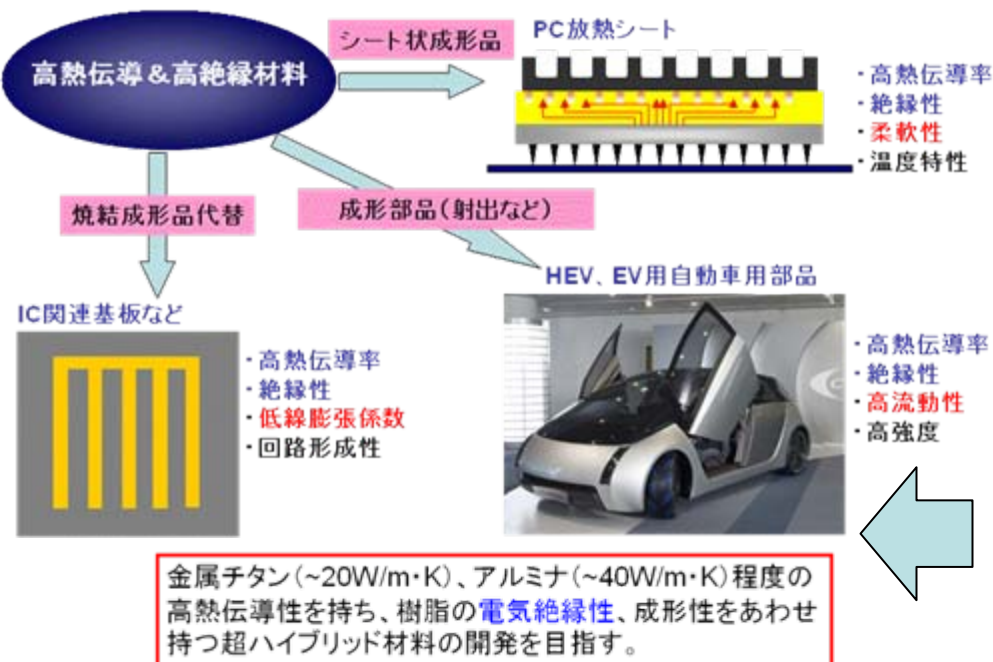 高熱伝導&高絶縁材料
シート状成形品
PC放熱シート
・高熱伝導率
・絶縁性
・柔軟性
・温度特性
焼結成形品代替
成形部品(射出など)
IC関連基板など
・高熱伝導率
・絶縁性
・低線膨張係数
・回路形成性
HEV、EV用自動車用部品
・高熱伝導率
・絶縁性
・高流動性
・高強度
金属チタン(~20W/m・K)、アルミナ(~40W/m・K)程度の
高熱伝導性を持ち、樹脂の電気絶縁性、成形性をあわせ
持つ超ハイブリッド材料の開発を目指す。